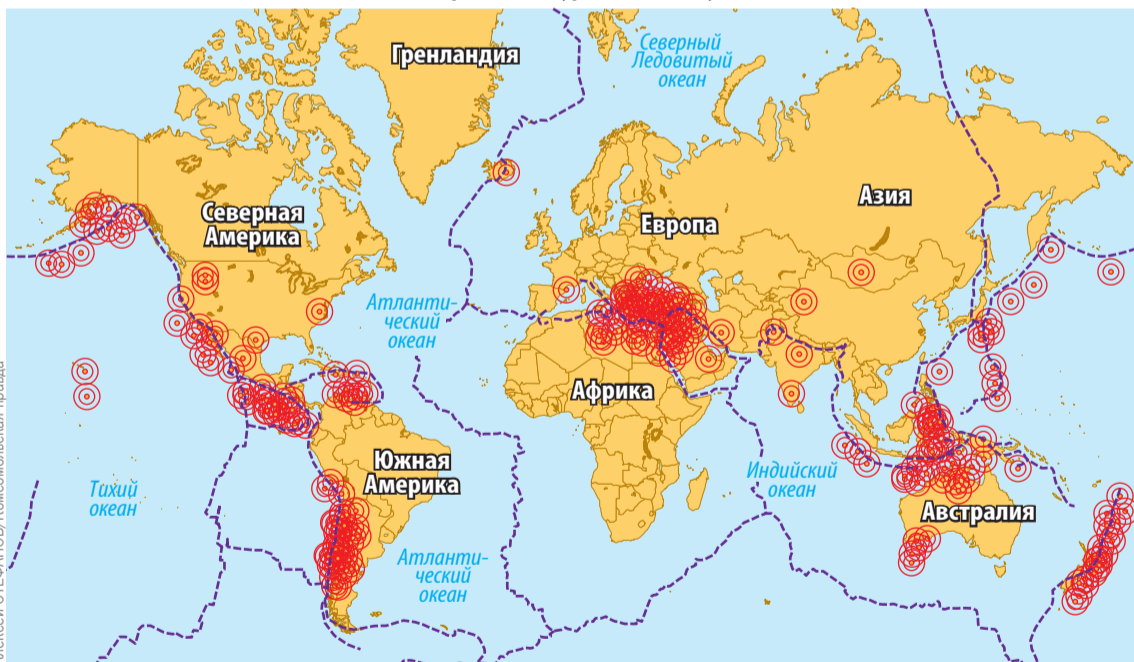 Гренландия
Северный
Ледовитый
океан
Северная
Америка
Европа
Азия
Атланти-
ческий
океан
Африка
Южная
Америка
Тихий
океан
Индийский
океан
Австралия
Атланти-
ческий
океан